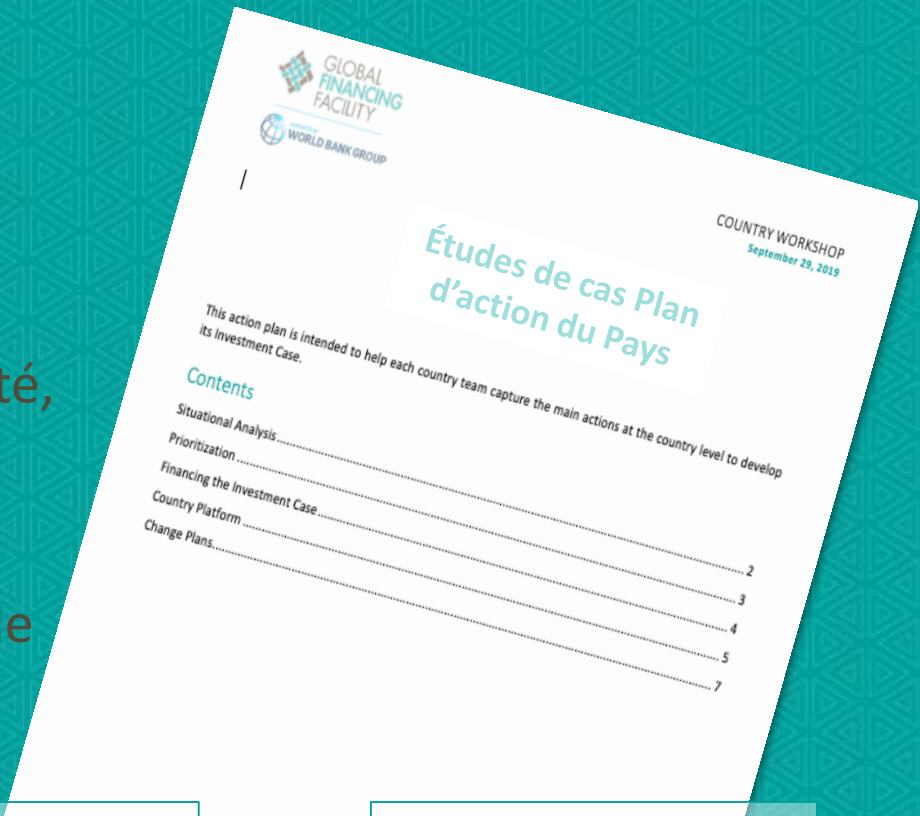 GLOBAL
FINANCING
FACILITY
SUPPORTED BY
WORLD BANK GROUP
COUNTRY WORKSHOP
September 29, 2019
Études de cas Plan
d’action du Pays
This action plan is intended to help each country team capture the main actions at the country level to develop
its Investment Case.
Contents
Situational Analysis 2
Prioritization 3
Financing the Investment Case 4
Country Platform 5
Change Plans 7
té,